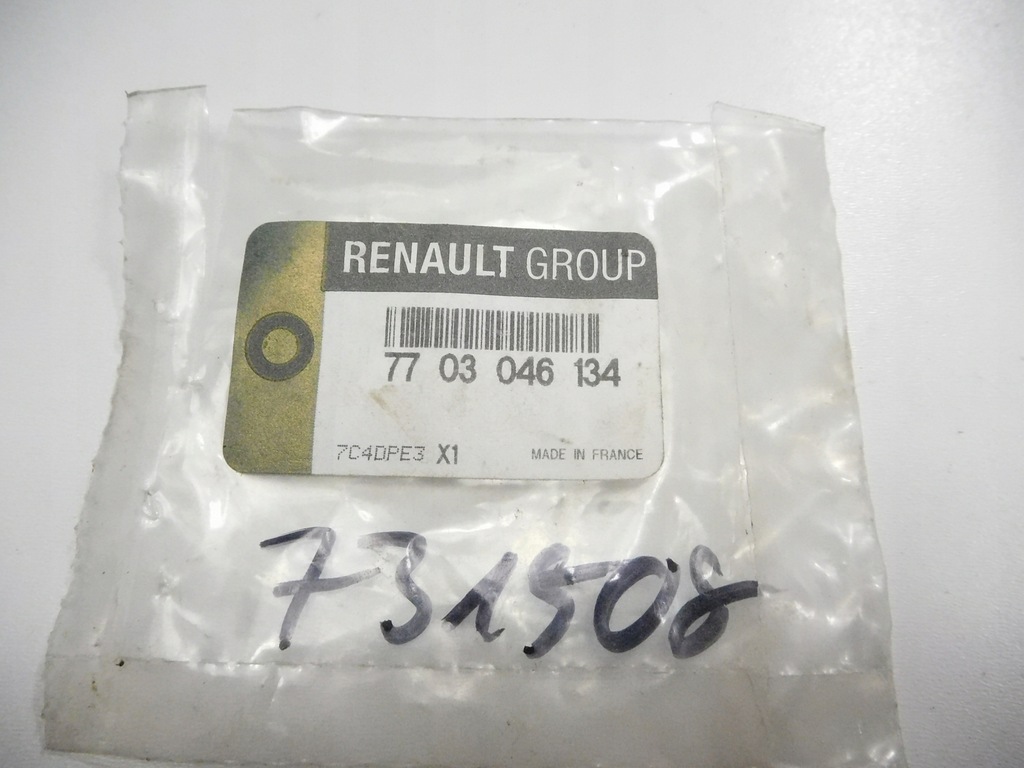 RENAULT GROUP
77 03 046 134
7C4DPE3 X1 MADE IN FRANCE
731508